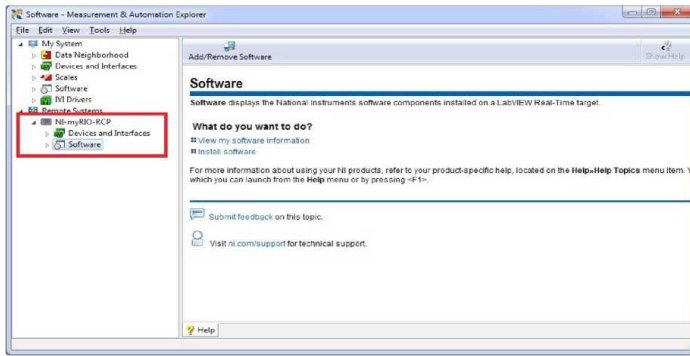 Software - Measurement & Automation Explorer
File Edit View Tools Help
My System
Data Neighborhood
Devices and Interfaces
Scales
Software
IVI Drivers
Remote Systems
NI-myRIO-RCP
Devices and Interfaces
Software
Add/Remove Software
Show Help
Software
Software displays the National Instruments software components installed on a LabVIEW Real-Time target.
What do you want to do?
View my software information
Install software
For more information about using your NI products, refer to your product-specific help, located on the Help»Help Topics menu item. Y
which you can launch from the Help menu or by pressing <F1>.
Submit feedback on this topic.
Visit ni.com/support for technical support.
Help